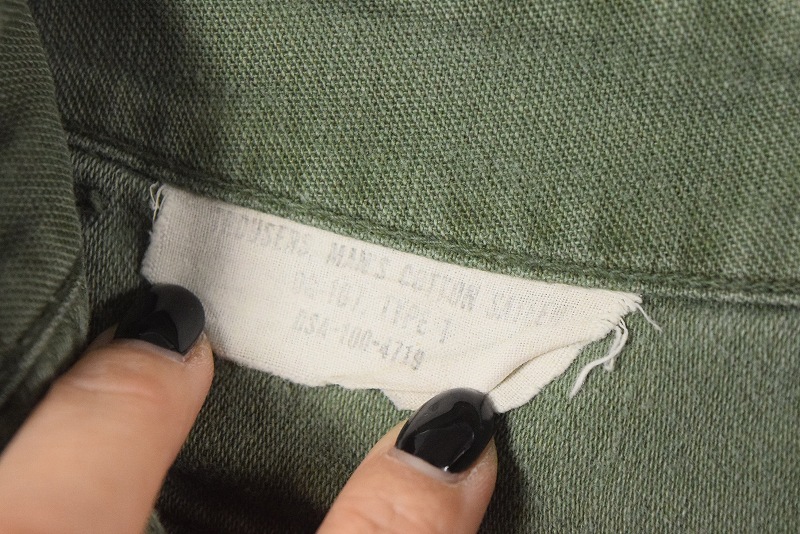 TROUSERS, MAN'S COTTON SATEEN
OG-107 TYPE I
DSA-100-4719